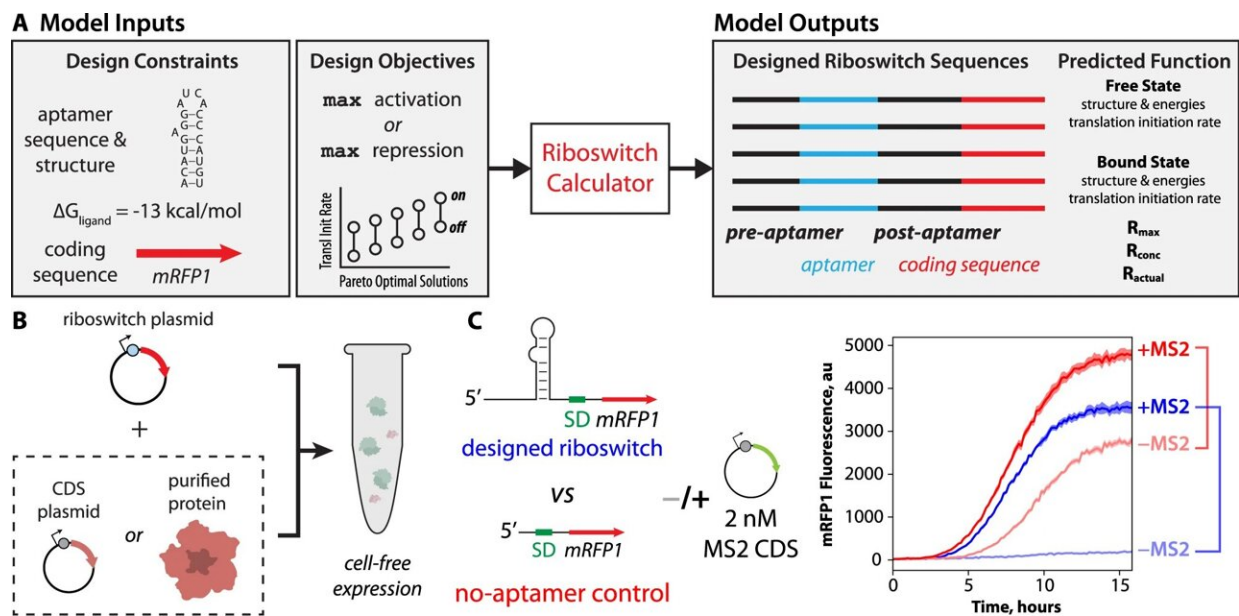 A Model Inputs
Design Constraints
aptamer
sequence &
structure
U C
A A
G C
G – C
A
G – C
U – A
A – U
C – G
A – U
ΔGligand = -13 kcal/mol
coding
sequence
mRFP1
Design Objectives
max activation
or
max repression
Transl Init Rate
on
off
Pareto Optimal Solutions
Riboswitch
Calculator
Model Outputs
Designed Riboswitch Sequences
pre-aptamer
post-aptamer
aptamer
coding sequence
Predicted Function
Free State
structure & energies
translation initiation rate
Bound State
structure & energies
translation initiation rate
Rmax
Rconc
Ractual
B
riboswitch plasmid
+
CDS
plasmid
or
purified
protein
cell-free
expression
C
5′
SD mRFP1
designed riboswitch
vs
5′
SD mRFP1
no-aptamer control
–/+
2 nM
MS2 CDS
mRFP1 Fluorescence, au
5000
4000
3000
2000
1000
0
0 5 10 15
Time, hours
+MS2
+MS2
–MS2
–MS2